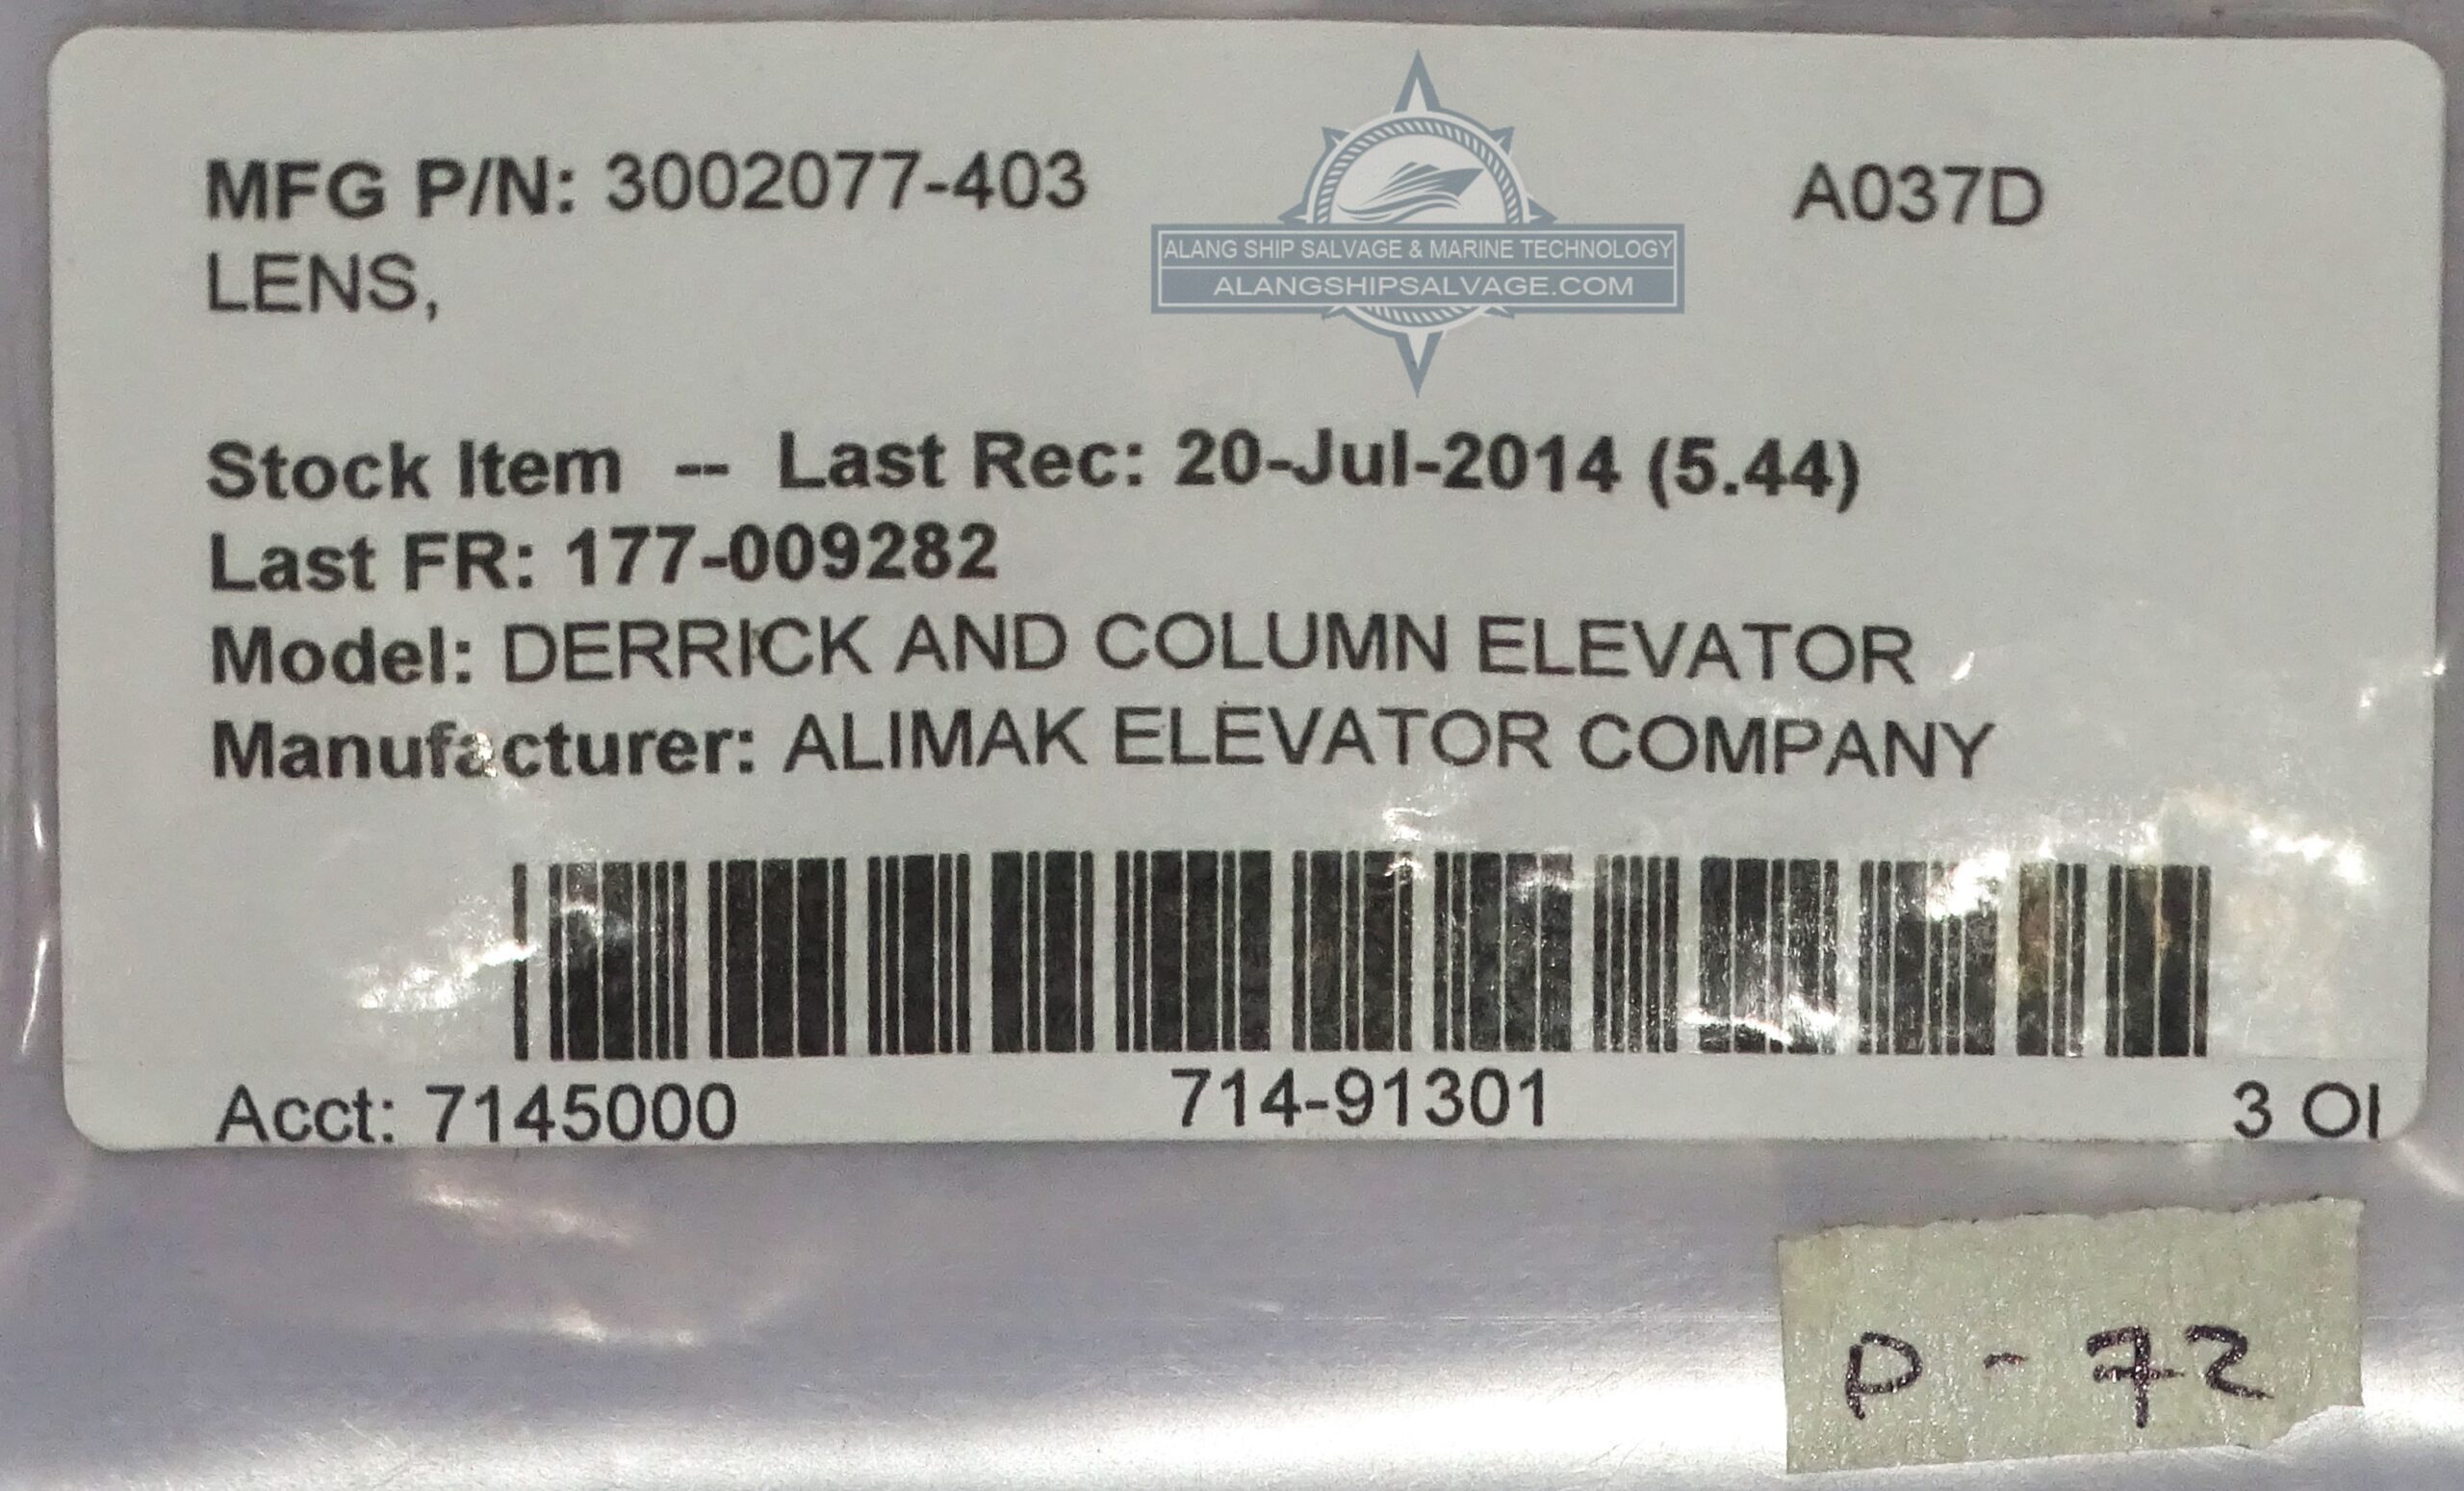 MFG P/N: 3002077-403
A037D
LENS,
ALANG SHIP SALVAGE & MARINE TECHNOLOGY
ALANGSHIPSALVAGE.COM
Stock Item -- Last Rec: 20-Jul-2014 (5.44)
Last FR: 177-009282
Model: DERRICK AND COLUMN ELEVATOR
Manufacturer: ALIMAK ELEVATOR COMPANY
Acct: 7145000
714-91301
3 OI
P-72